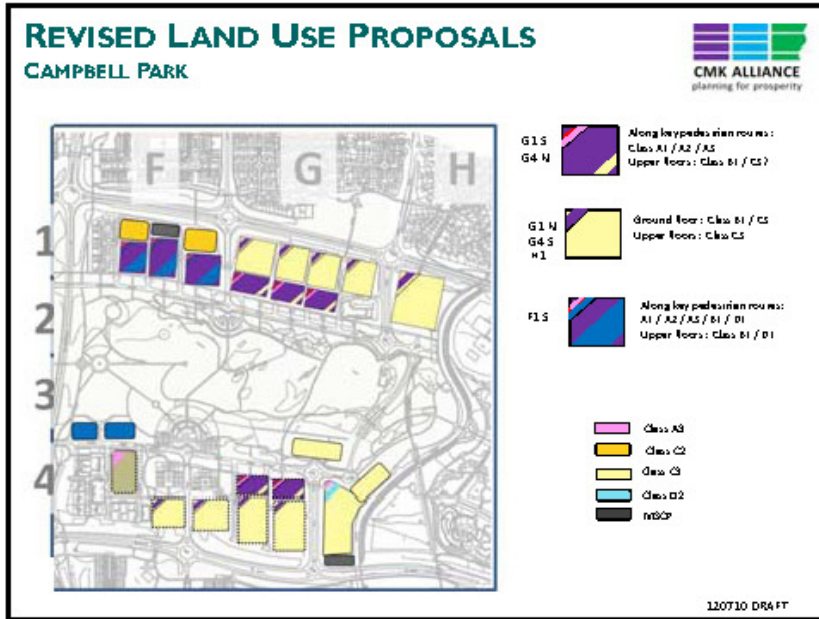 REVISED LAND USE PROPOSALS
CAMPBELL PARK
CMK ALLIANCE
planning for prosperity
F
G
H
1
2
3
4
G1 S
G4 N
Along key pedestrian routes:
Class A1 / A2 / A3
Upper floors: Class B1 / C3?
G1 N
G4 S
H1
Ground floor: Class B1 / C3
Upper floors: Class C3
F1 S
Along key pedestrian routes:
A1 / A2 / A3 / B1 / D1
Upper floors: Class B1 / D1
Class A3
Class C2
Class C3
Class D2
MSCP
120710 DRAFT